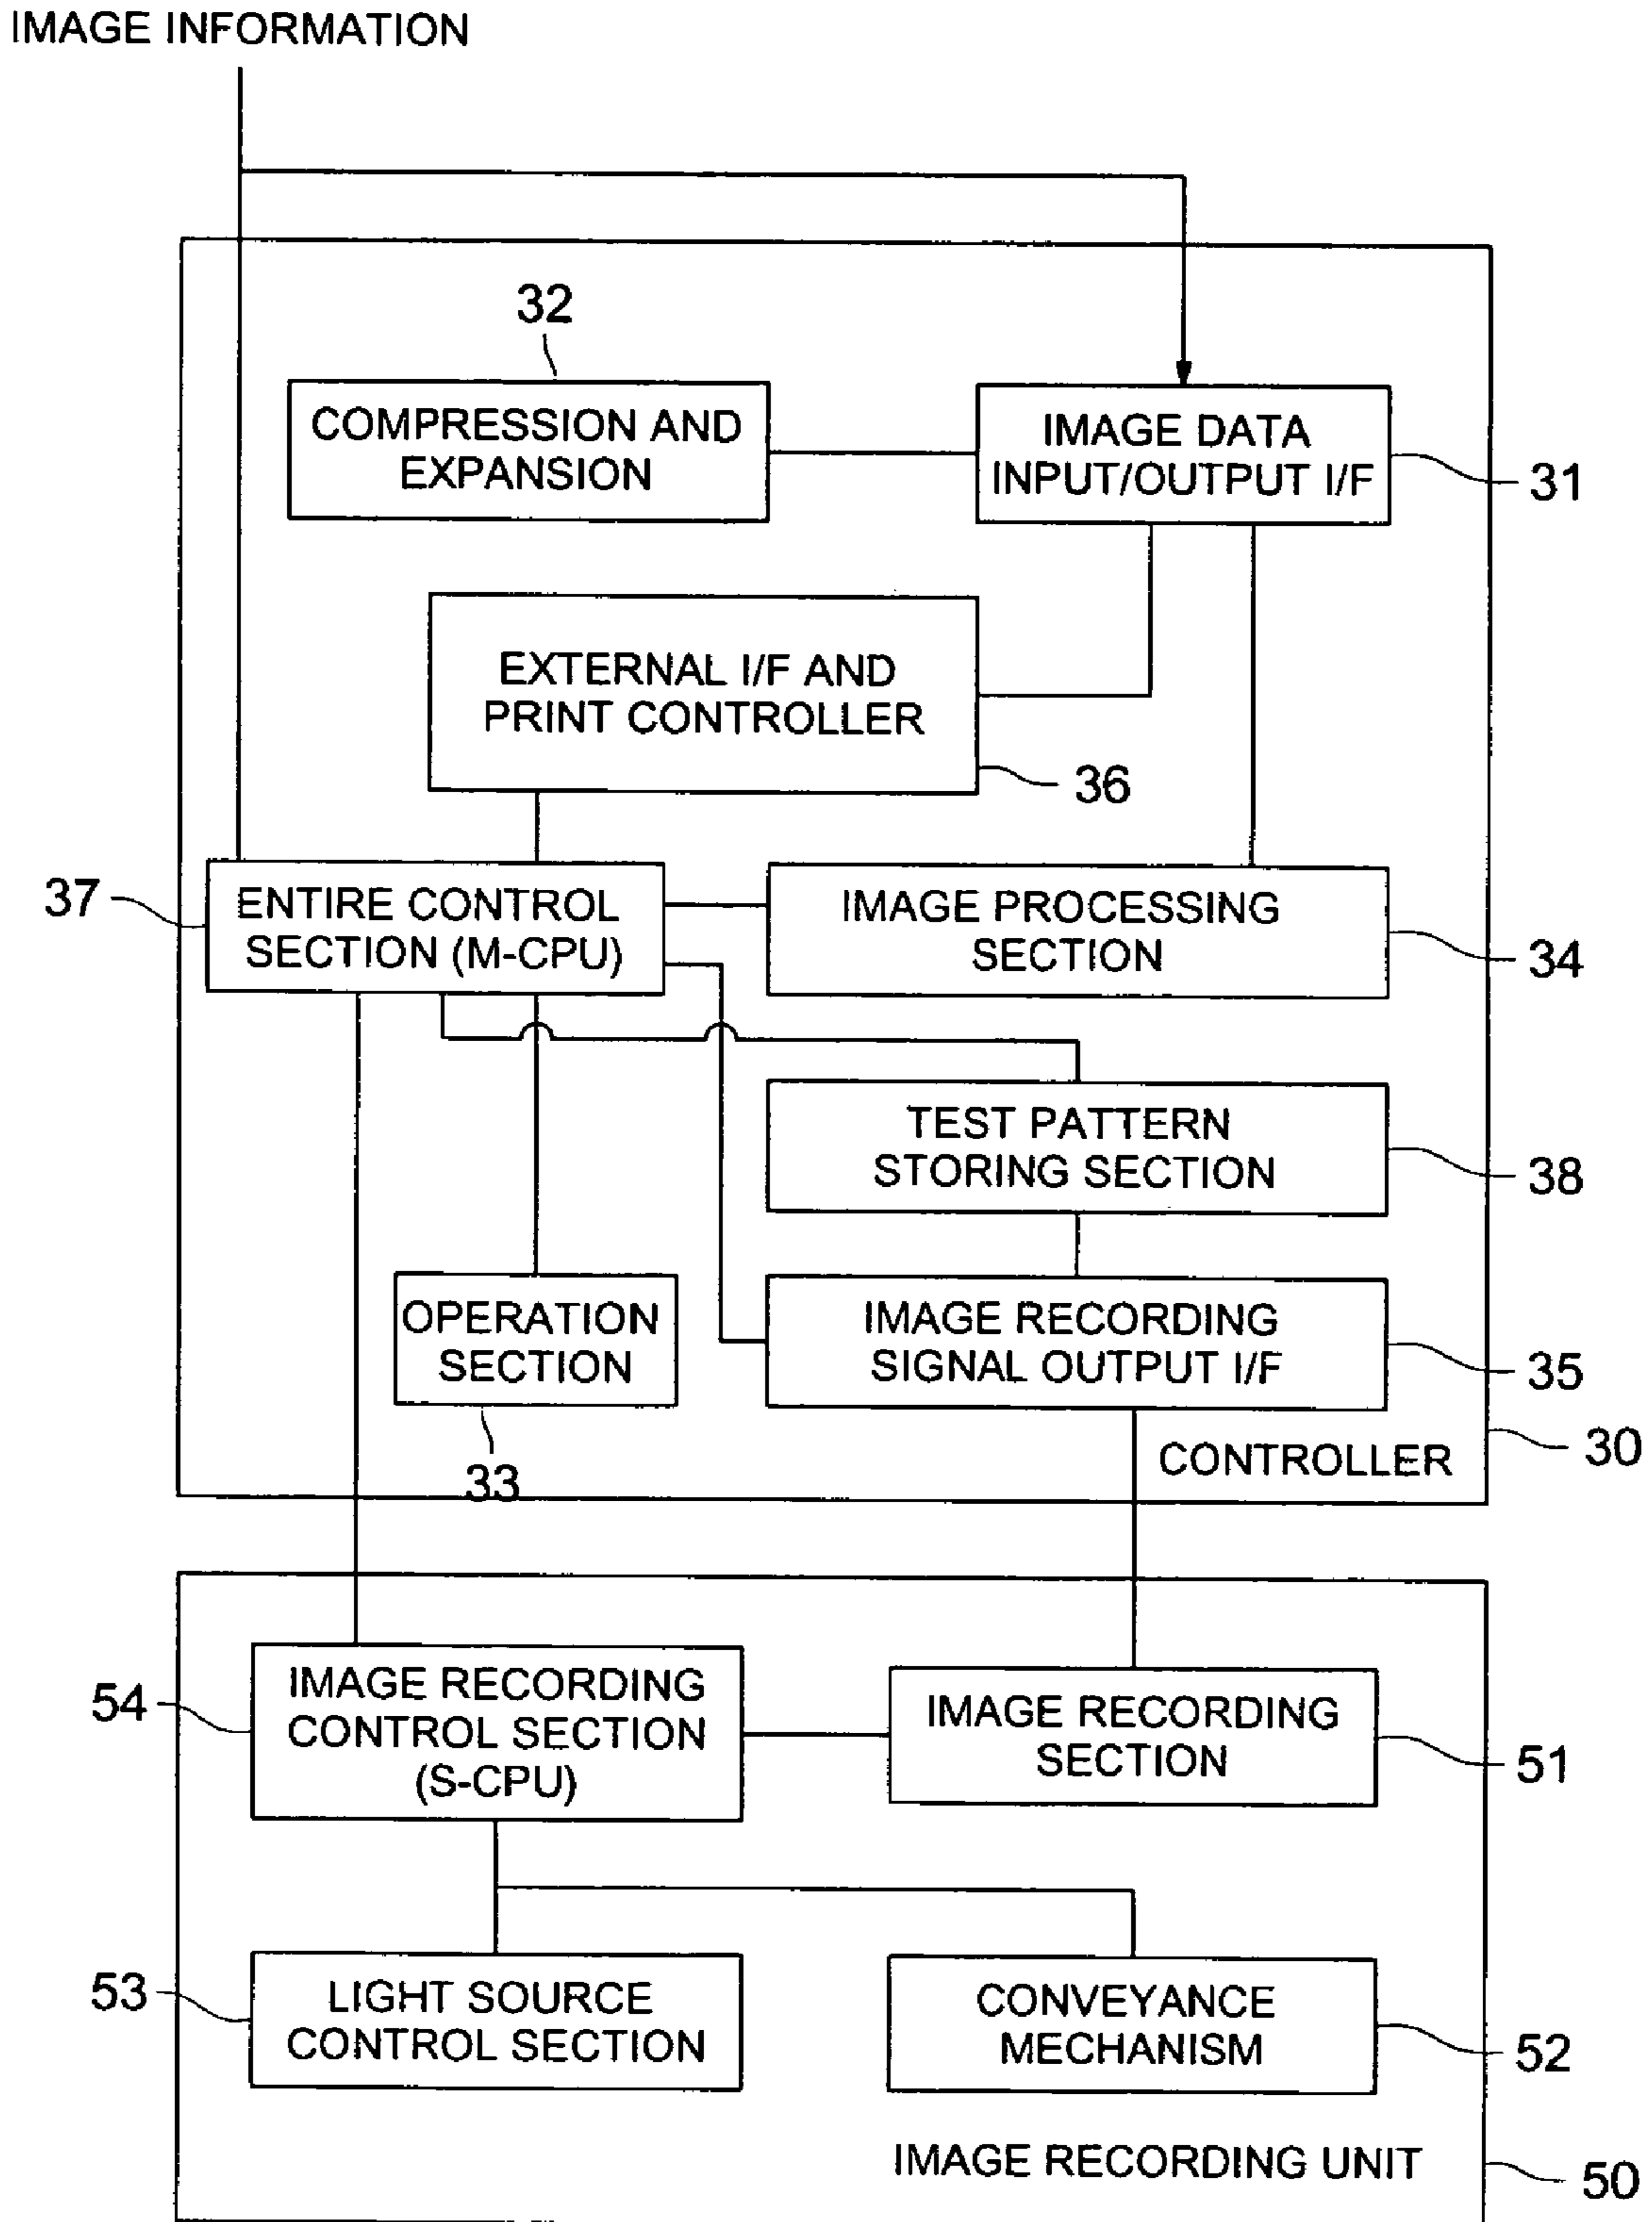 IMAGE INFORMATION
32
COMPRESSION AND
EXPANSION
IMAGE DATA
INPUT/OUTPUT I/F
31
EXTERNAL I/F AND
PRINT CONTROLLER
36
37
ENTIRE CONTROL
SECTION (M-CPU)
IMAGE PROCESSING
SECTION
34
TEST PATTERN
STORING SECTION
38
OPERATION
SECTION
33
IMAGE RECORDING
SIGNAL OUTPUT I/F
35
CONTROLLER
30
54
IMAGE RECORDING
CONTROL SECTION
(S-CPU)
IMAGE RECORDING
SECTION
51
53
LIGHT SOURCE
CONTROL SECTION
CONVEYANCE
MECHANISM
52
IMAGE RECORDING UNIT
50